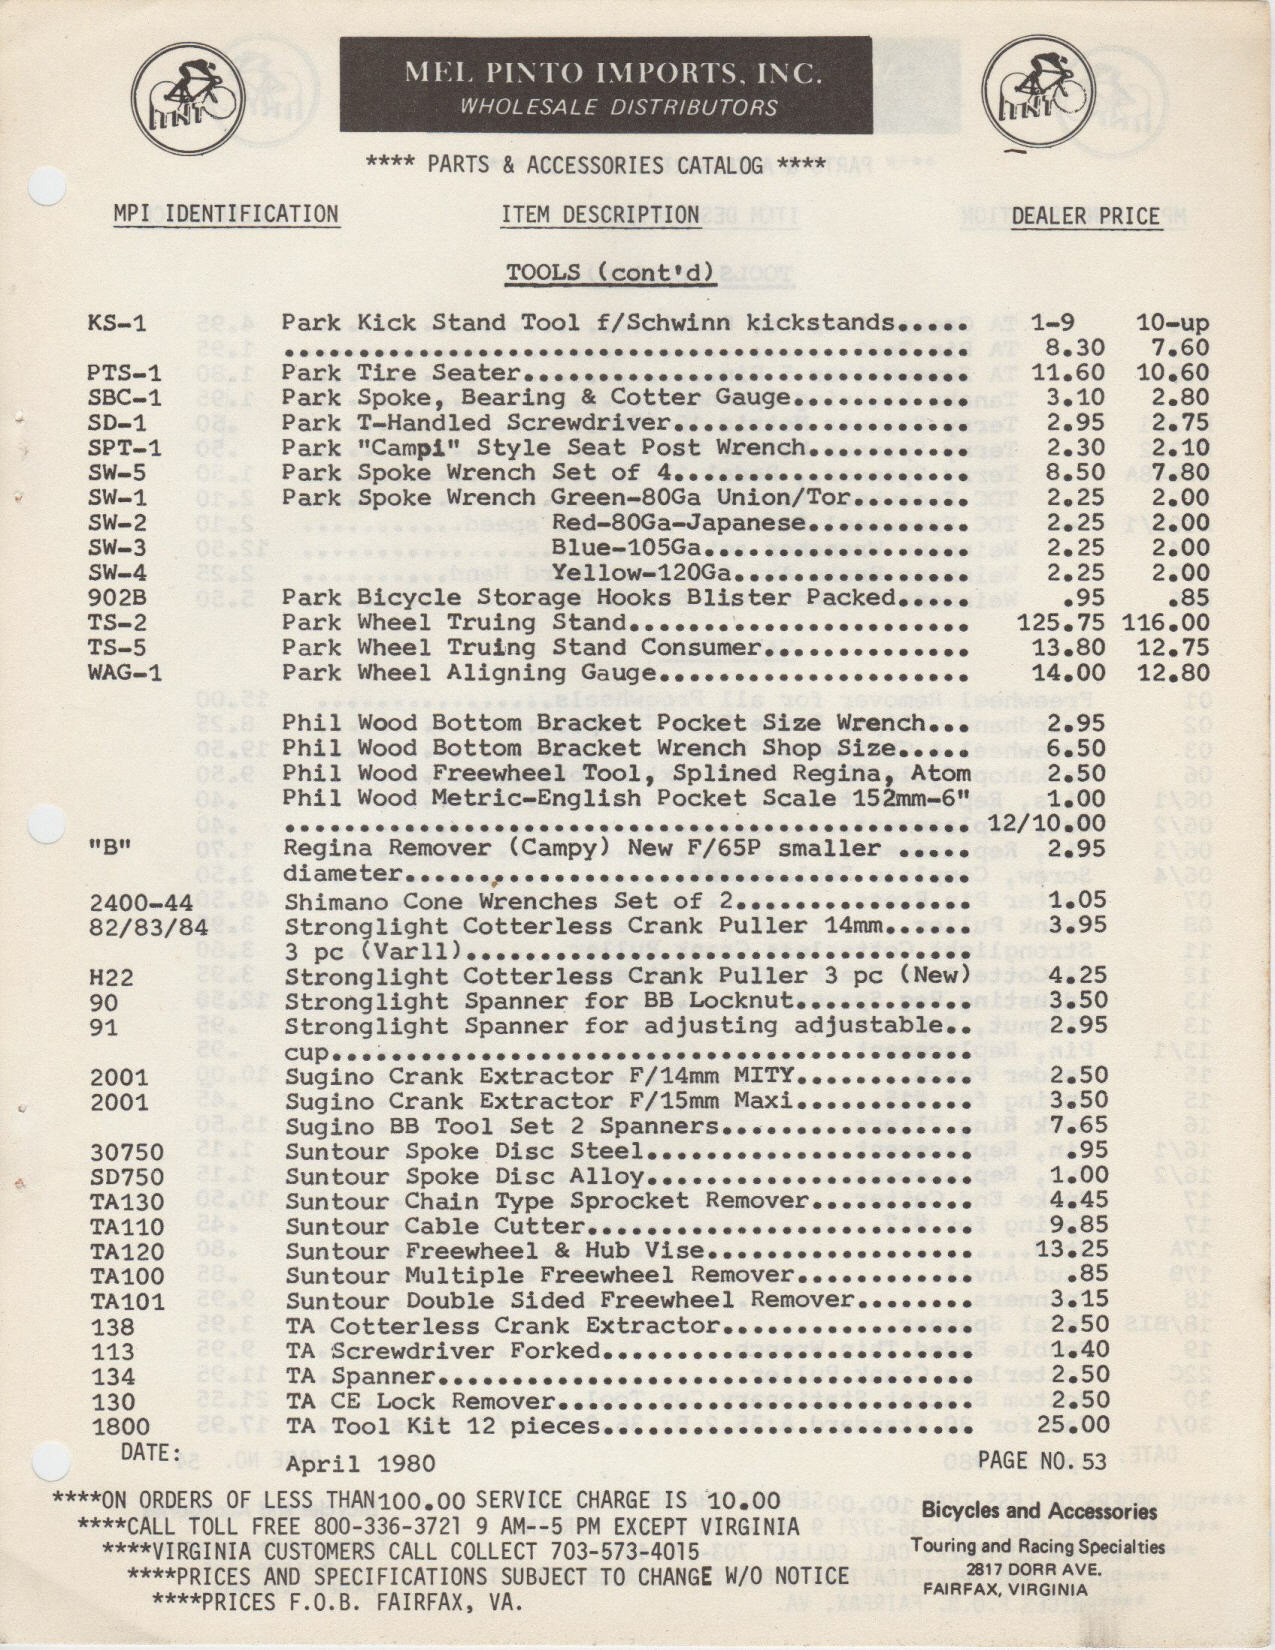 MEL PINTO IMPORTS, INC.
WHOLESALE DISTRIBUTORS
**** PARTS & ACCESSORIES CATALOG ****
MPI IDENTIFICATION ITEM DESCRIPTION DEALER PRICE
TOOLS (cont'd)
KS-1 Park Kick Stand Tool f/Schwinn kickstands..... 1-9 10-up
.............................................. 8.30 7.60
PTS-1 Park Tire Seater.............................. 11.60 10.60
SBC-1 Park Spoke, Bearing & Cotter Gauge............ 3.10 2.80
SD-1 Park T-Handled Screwdriver.................... 2.95 2.75
SPT-1 Park "Campi" Style Seat Post Wrench........... 2.30 2.10
SW-5 Park Spoke Wrench Set of 4.................... 8.50 7.80
SW-1 Park Spoke Wrench Green-80Ga Union/Tor........ 2.25 2.00
SW-2 Red-80Ga-Japanese........... 2.25 2.00
SW-3 Blue-105Ga.................. 2.25 2.00
SW-4 Yellow-120Ga................ 2.25 2.00
902B Park Bicycle Storage Hooks Blister Packed..... .95 .85
TS-2 Park Wheel Truing Stand....................... 125.75 116.00
TS-5 Park Wheel Truing Stand Consumer.............. 13.80 12.75
WAG-1 Park Wheel Aligning Gauge..................... 14.00 12.80
Phil Wood Bottom Bracket Pocket Size Wrench... 2.95
Phil Wood Bottom Bracket Wrench Shop Size..... 6.50
Phil Wood Freewheel Tool, Splined Regina, Atom 2.50
Phil Wood Metric-English Pocket Scale 152mm-6" 1.00
.............................................. 12/10.00
"B" Regina Remover (Campy) New F/65P smaller ..... 2.95
diameter......................................
2400-44 Shimano Cone Wrenches Set of 2................ 1.05
82/83/84 Stronglight Cotterless Crank Puller 14mm...... 3.95
3 pc (Var11)..................................
H22 Stronglight Cotterless Crank Puller 3 pc (New) 4.25
90 Stronglight Spanner for BB Locknut............ 3.50
91 Stronglight Spanner for adjusting adjustable.. 2.95
cup...........................................
2001 Sugino Crank Extractor F/14mm MITY............ 2.50
2001 Sugino Crank Extractor F/15mm Maxi............ 3.50
Sugino BB Tool Set 2 Spanners................. 7.65
30750 Suntour Spoke Disc Steel...................... .95
SD750 Suntour Spoke Disc Alloy...................... 1.00
TA130 Suntour Chain Type Sprocket Remover........... 4.45
TA110 Suntour Cable Cutter.......................... 9.85
TA120 Suntour Freewheel & Hub Vise.................. 13.25
TA100 Suntour Multiple Freewheel Remover............ .85
TA101 Suntour Double Sided Freewheel Remover........ 3.15
138 TA Cotterless Crank Extractor................. 2.50
113 TA Screwdriver Forked......................... 1.40
134 TA Spanner.................................... 2.50
130 TA CE Lock Remover............................ 2.50
1800 TA Tool Kit 12 pieces......................... 25.00
DATE: April 1980 PAGE NO. 53
****ON ORDERS OF LESS THAN 100.00 SERVICE CHARGE IS 10.00
****CALL TOLL FREE 800-336-3721 9 AM--5 PM EXCEPT VIRGINIA
****VIRGINIA CUSTOMERS CALL COLLECT 703-573-4015
****PRICES AND SPECIFICATIONS SUBJECT TO CHANGE W/O NOTICE
****PRICES F.O.B. FAIRFAX, VA.
Bicycles and Accessories
Touring and Racing Specialties
2817 DORR AVE.
FAIRFAX, VIRGINIA